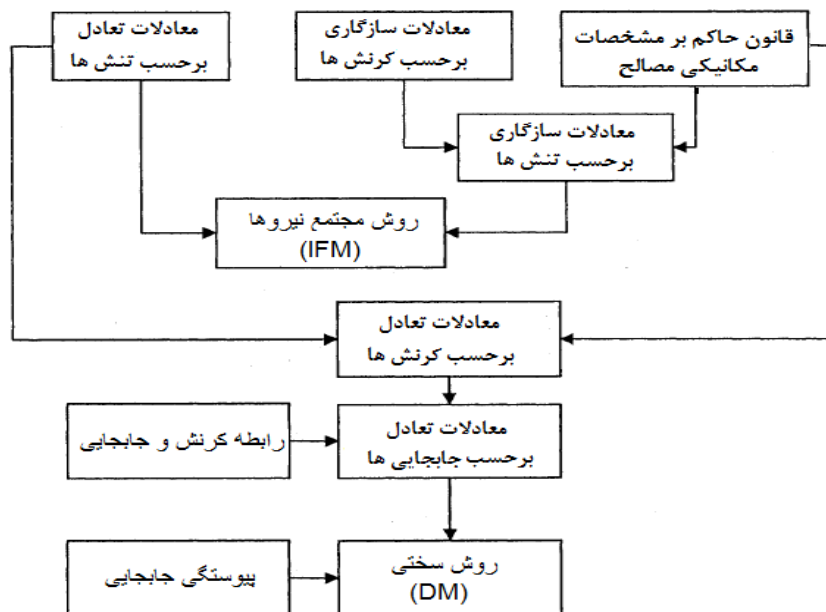 قانون حاکم بر مشخصات
مکانیکی مصالح
معادلات سازگاری
برحسب کرنش ها
معادلات تعادل
برحسب تنش ها
معادلات سازگاری
برحسب تنش ها
روش مجتمع نیروها
(IFM)
معادلات تعادل
برحسب کرنش ها
معادلات تعادل
برحسب جابجایی ها
رابطه کرنش و جابجایی
روش سختی
(DM)
پیوستگی جابجایی